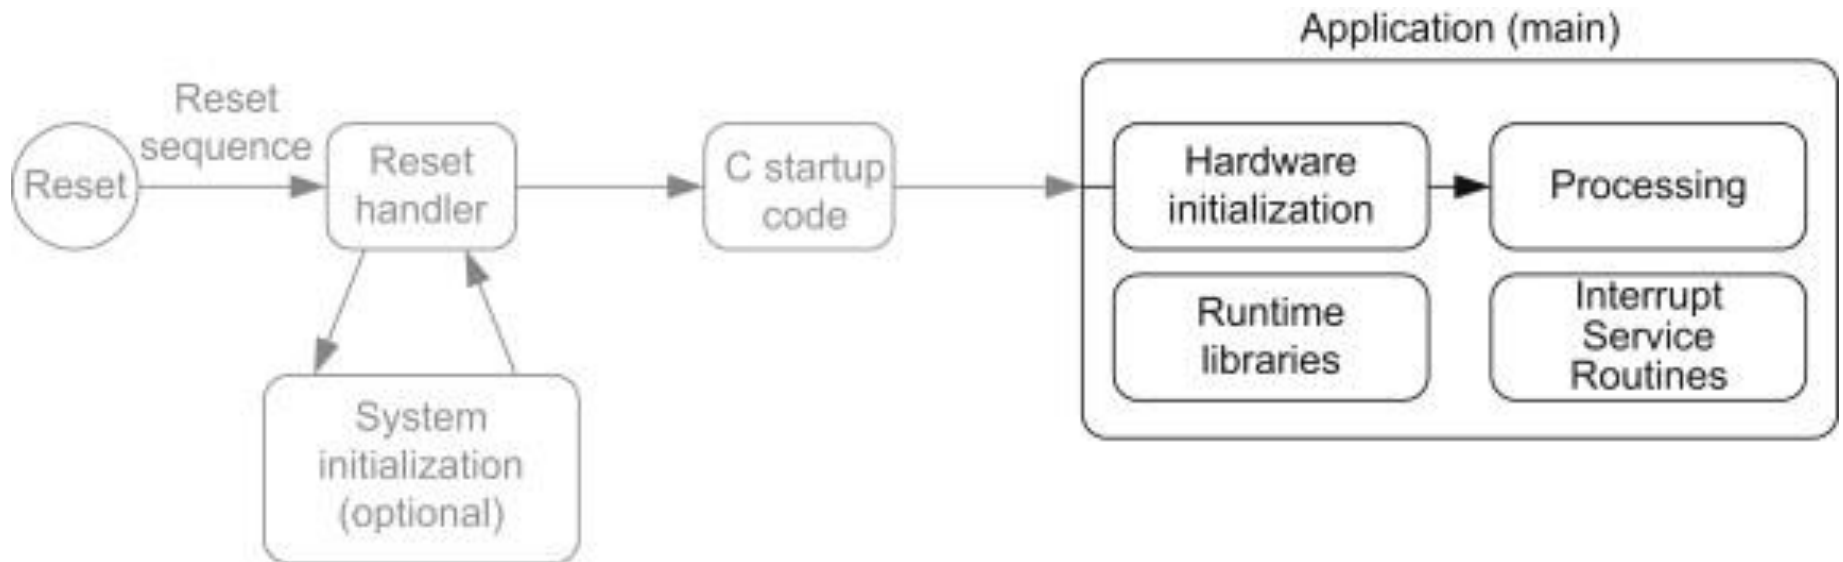 Application (main)
Reset
sequence
Reset
Reset
handler
C startup
code
Hardware
initialization
Processing
Runtime
libraries
Interrupt
Service
Routines
System
initialization
(optional)